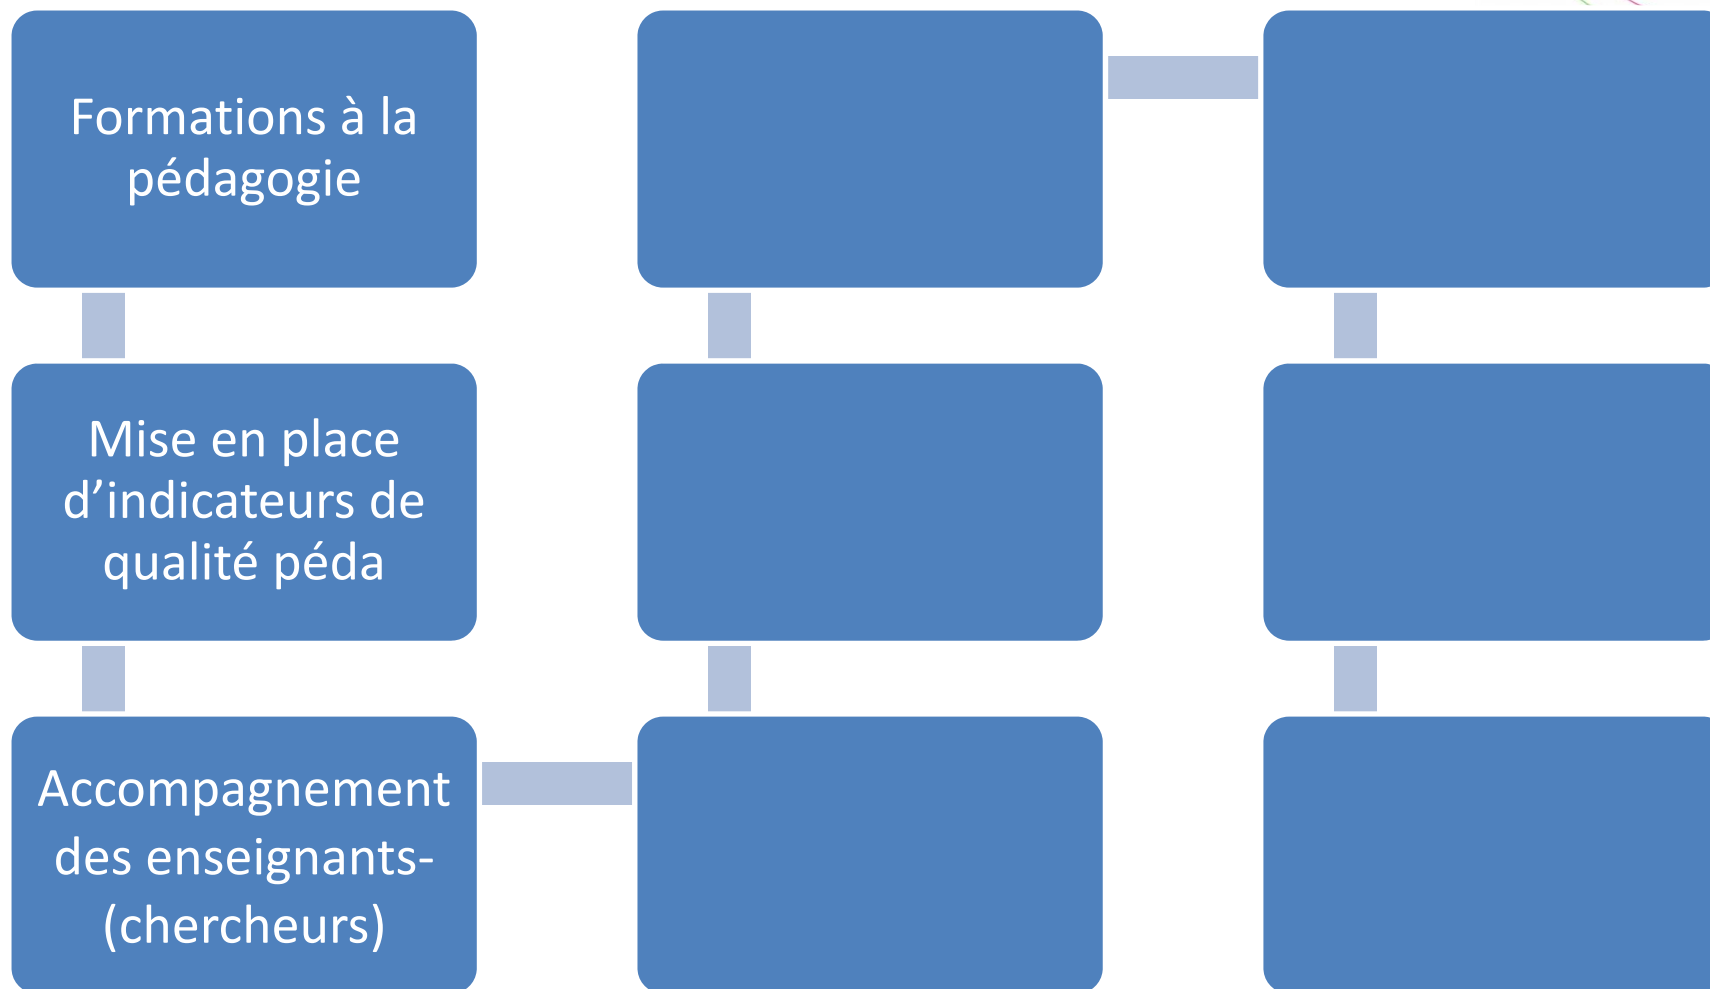 Formations à la
pédagogie
Mise en place
d’indicateurs de
qualité péda
Accompagnement
des enseignants-
(chercheurs)